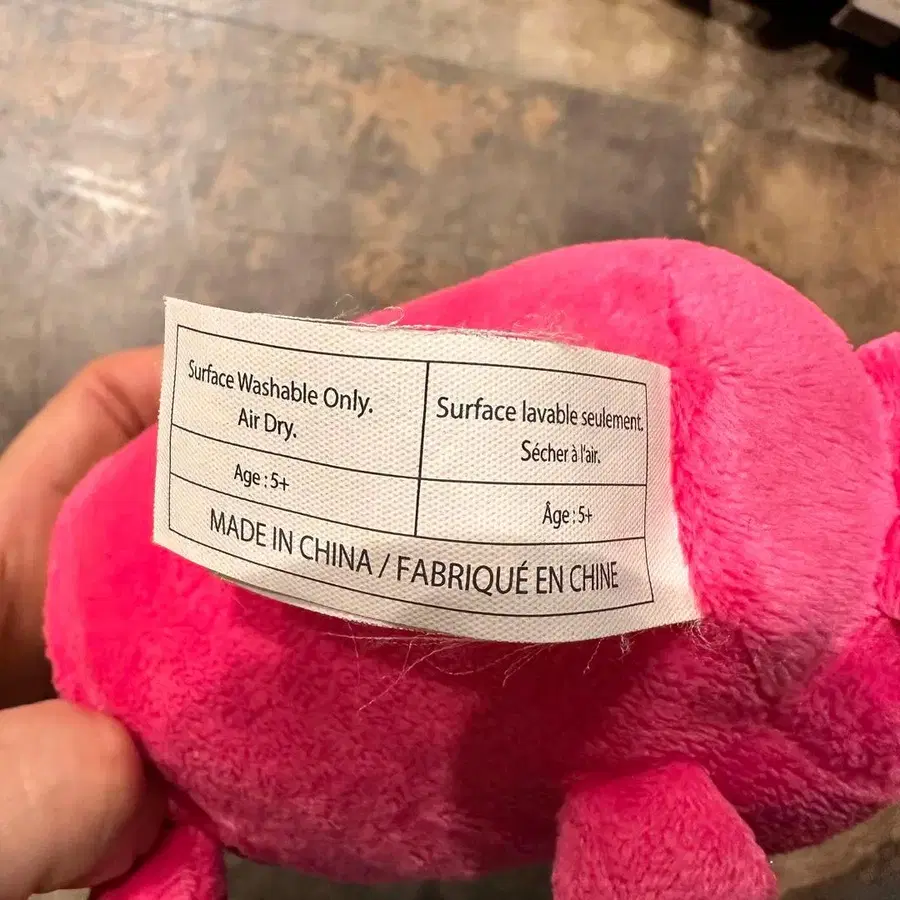 Surface Washable Only.
Air Dry.
Surface lavable seulement.
Sécher à l'air.
Age : 5+
Âge : 5+
MADE IN CHINA / FABRIQUÉ EN CHINE